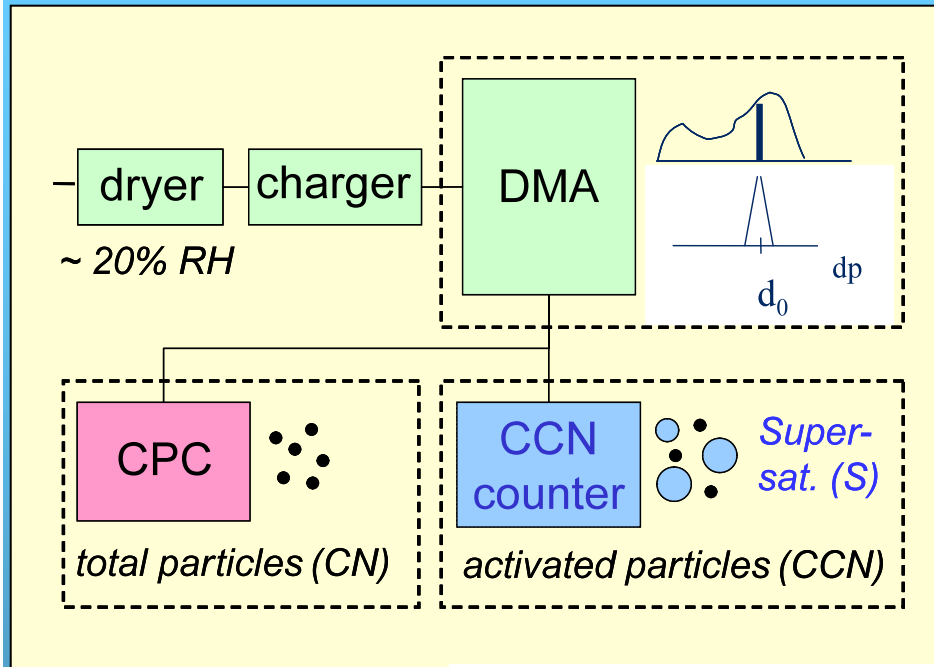 dryer
charger
DMA
~ 20% RH
dp
d₀
CPC
CCN
counter
Super-
sat. (S)
total particles (CN)
activated particles (CCN)